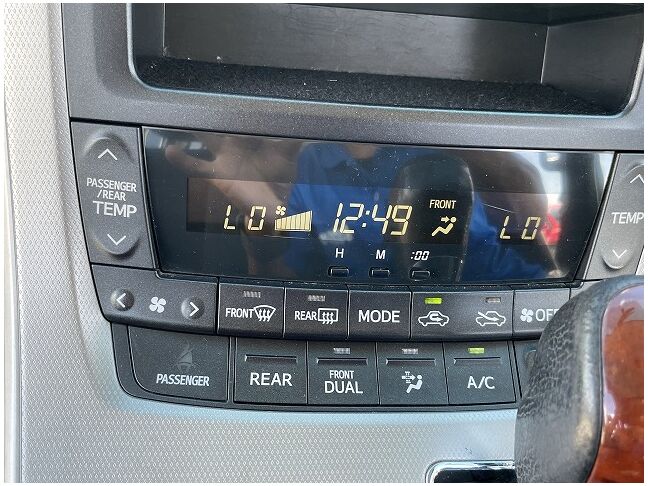 PASSENGER
/REAR
TEMP
LO
12:49
FRONT
LO
TEMP
H
M
:00
FRONT
REAR
MODE
OFF
PASSENGER
REAR
FRONT
DUAL
A/C